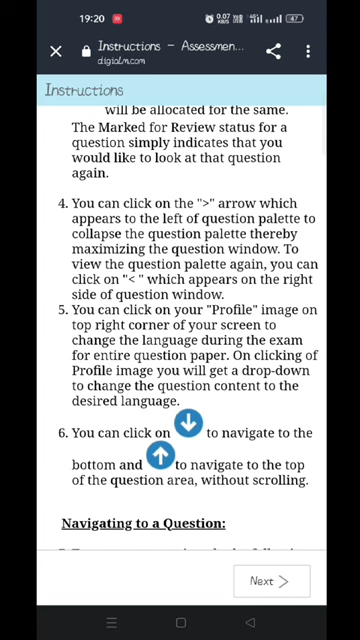 19:20
0.07
KB/S
47
Instructions - Assessmen...
digialm.com
Instructions
will be allocated for the same.
The Marked for Review status for a
question simply indicates that you
would like to look at that question
again.
4. You can click on the ">" arrow which
appears to the left of question palette to
collapse the question palette thereby
maximizing the question window. To
view the question palette again, you can
click on "< " which appears on the right
side of question window.
5. You can click on your "Profile" image on
top right corner of your screen to
change the language during the exam
for entire question paper. On clicking of
Profile image you will get a drop-down
to change the question content to the
desired language.
6. You can click on to navigate to the
bottom and to navigate to the top
of the question area, without scrolling.
Navigating to a Question:
Next >